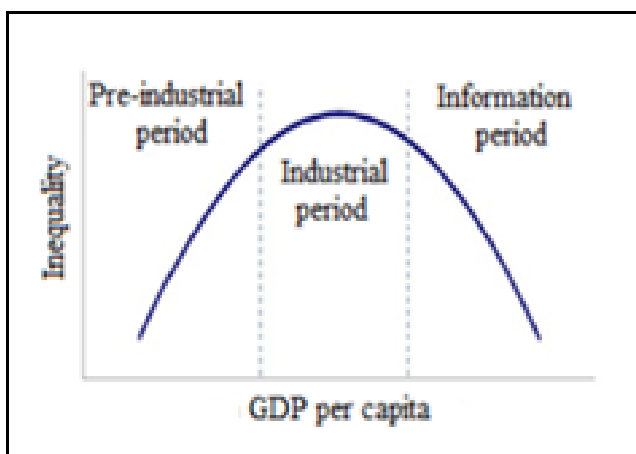 Pre-industrial
period
Information
period
Industrial
period
Inequality
GDP per capita